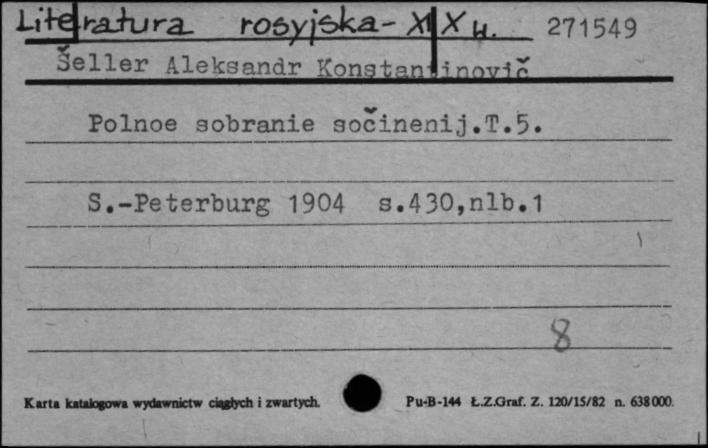 Literatura rosyjska - XIX w. 271549
Šeller Aleksandr Konstantinovič
Polnoe sobranie sočinenij.T.5.
S.-Peterburg 1904 s.430,nlb.1
8
Karta katalogowa wydawnictw ciągłych i zwartych. Pu-B-144 Ł.Z.Graf. Z. 120/15/82 n. 638000.